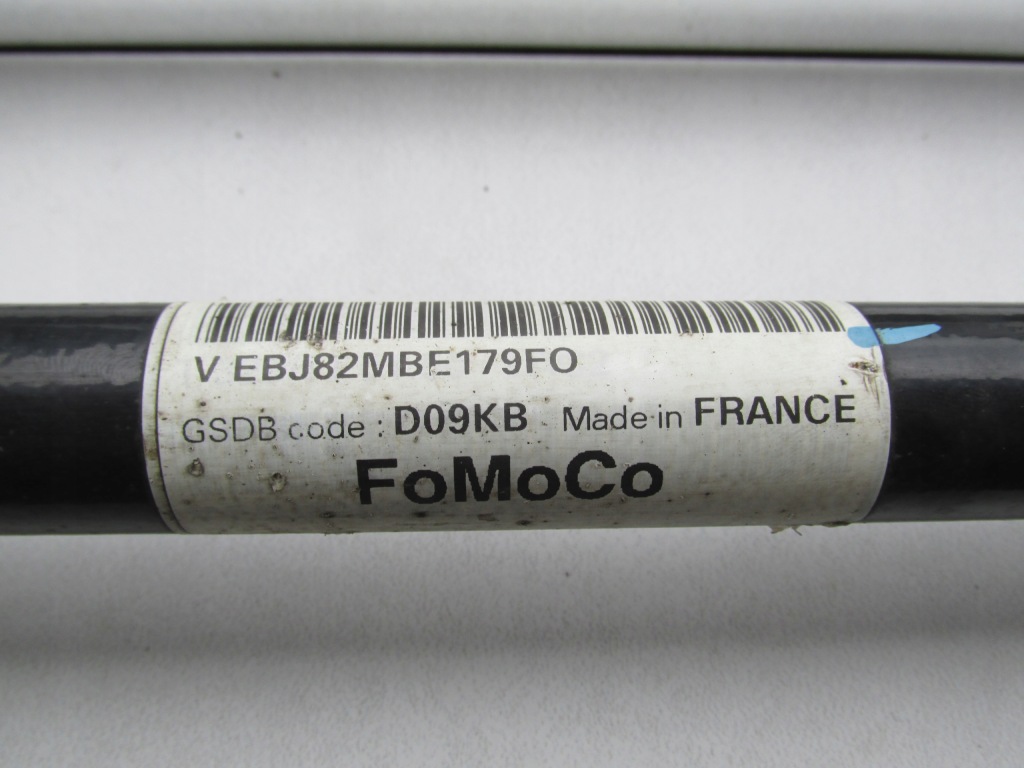 V EBJ82MBE179FO
GSDB code : D09KB Made in FRANCE
FoMoCo